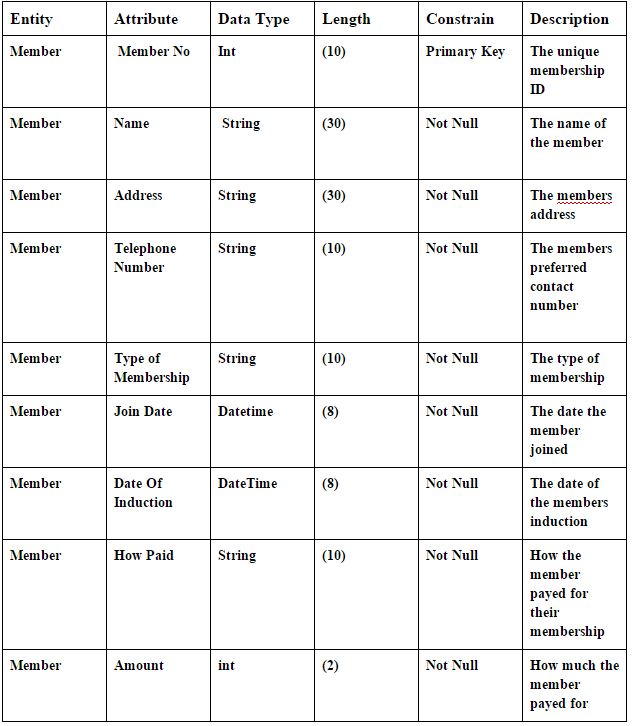 Entity Attribute Data Type Length Constrain Description
Member Member No Int (10) Primary Key The unique
membership
ID
Member Name String (30) Not Null The name of
the member
Member Address String (30) Not Null The members
address
Member Telephone String (10) Not Null The members
Number preferred
contact
number
Member Type of String (10) Not Null The type of
Membership membership
Member Join Date Datetime (8) Not Null The date the
member
joined
Member Date Of DateTime (8) Not Null The date of
Induction the members
induction
Member How Paid String (10) Not Null How the
member
payed for
their
membership
Member Amount int (2) Not Null How much the
member
payed for